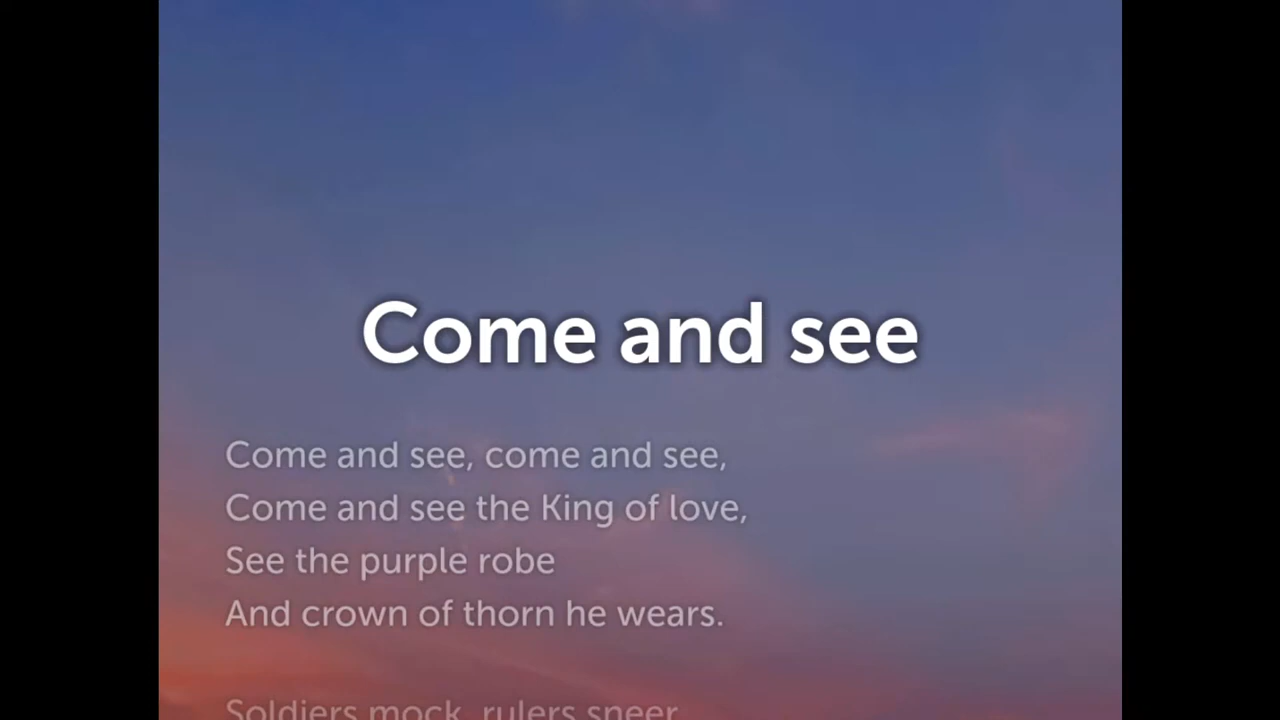 Come and see
Come and see, come and see,
Come and see the King of love,
See the purple robe
And crown of thorn he wears.
Soldiers mock, rulers sneer